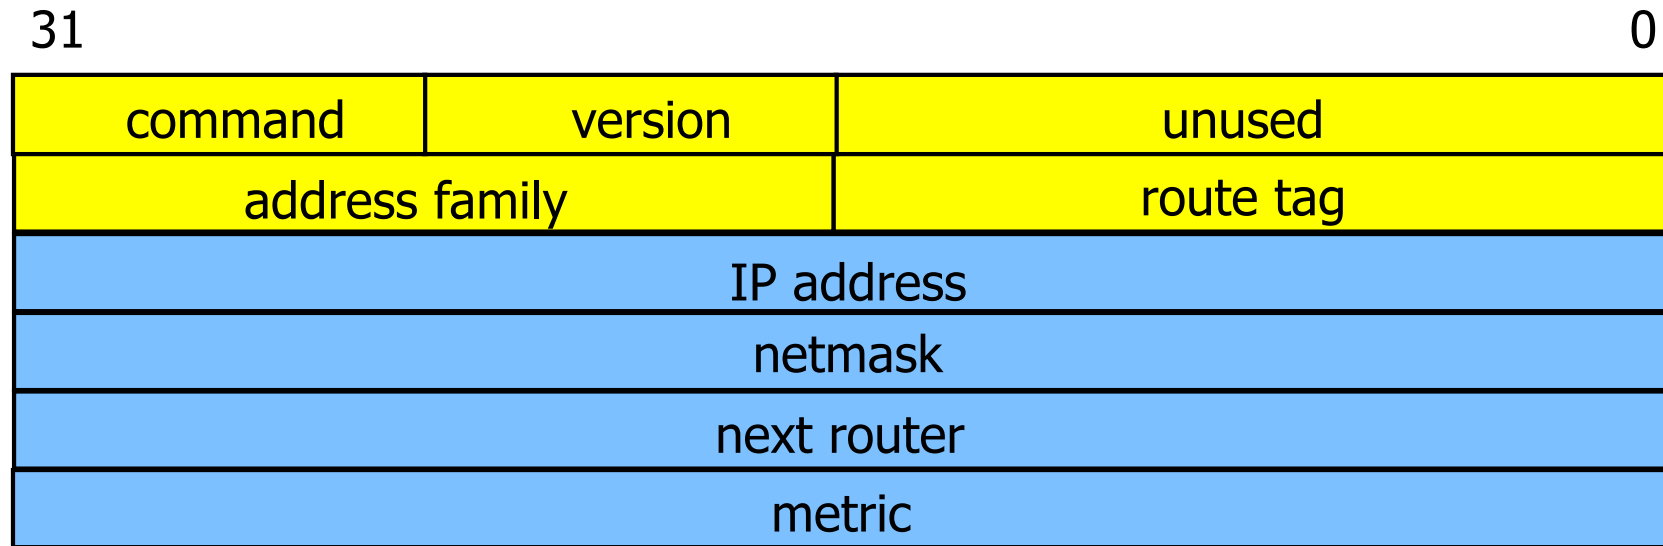 31 0
command version unused
address family route tag
IP address
netmask
next router
metric